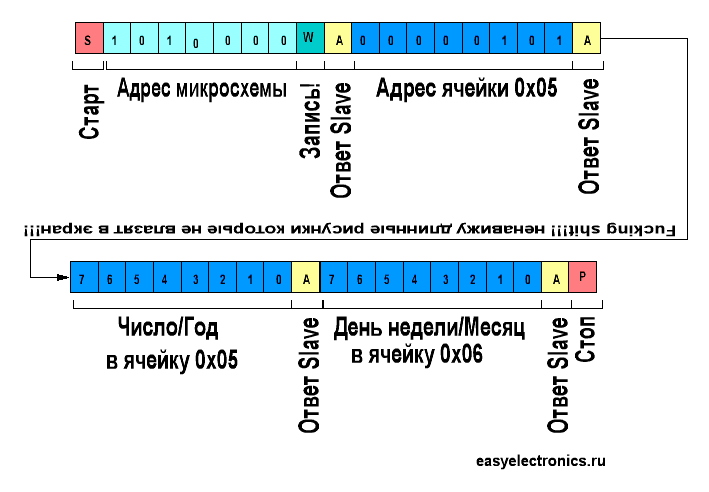 S 1 0 1 0 0 0 0 W A 0 0 0 0 0 1 0 1 A
Старт
Адрес микросхемы
Запись!
Ответ Slave
Адрес ячейки 0x05
Ответ Slave
Fucking shit!!!! ненавижу длинные рисунки которые не влазят в экран!!!
7 6 5 4 3 2 1 0 A 7 6 5 4 3 2 1 0 A P
Число/Год
в ячейку 0x05
Ответ Slave
День недели/Месяц
в ячейку 0x06
Ответ Slave
Стоп
easyelectronics.ru